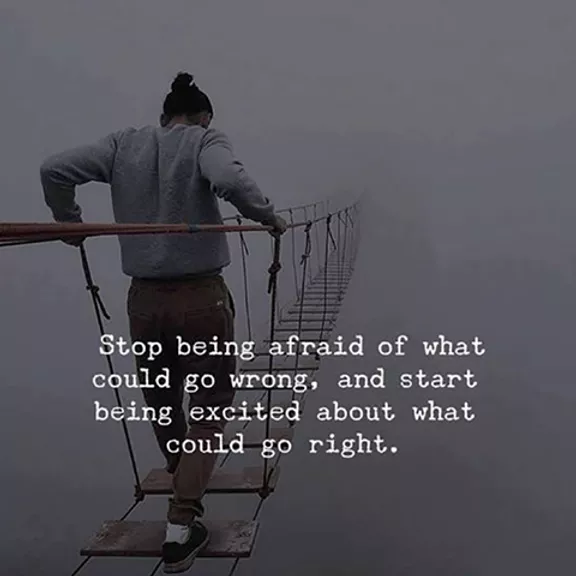 Stop being afraid of what
could go wrong, and start
being excited about what
could go right.